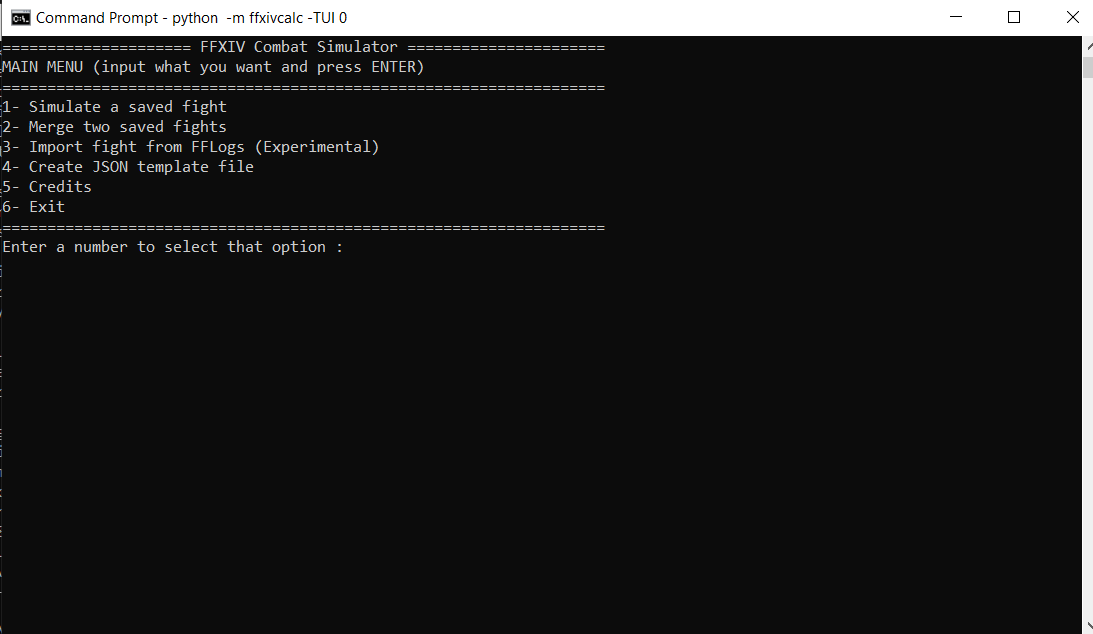 Command Prompt - python -m ffxivcalc -TUI 0
===================== FFXIV Combat Simulator ======================
MAIN MENU (input what you want and press ENTER)
===================================================================
1- Simulate a saved fight
2- Merge two saved fights
3- Import fight from FFLogs (Experimental)
4- Create JSON template file
5- Credits
6- Exit
===================================================================
Enter a number to select that option :